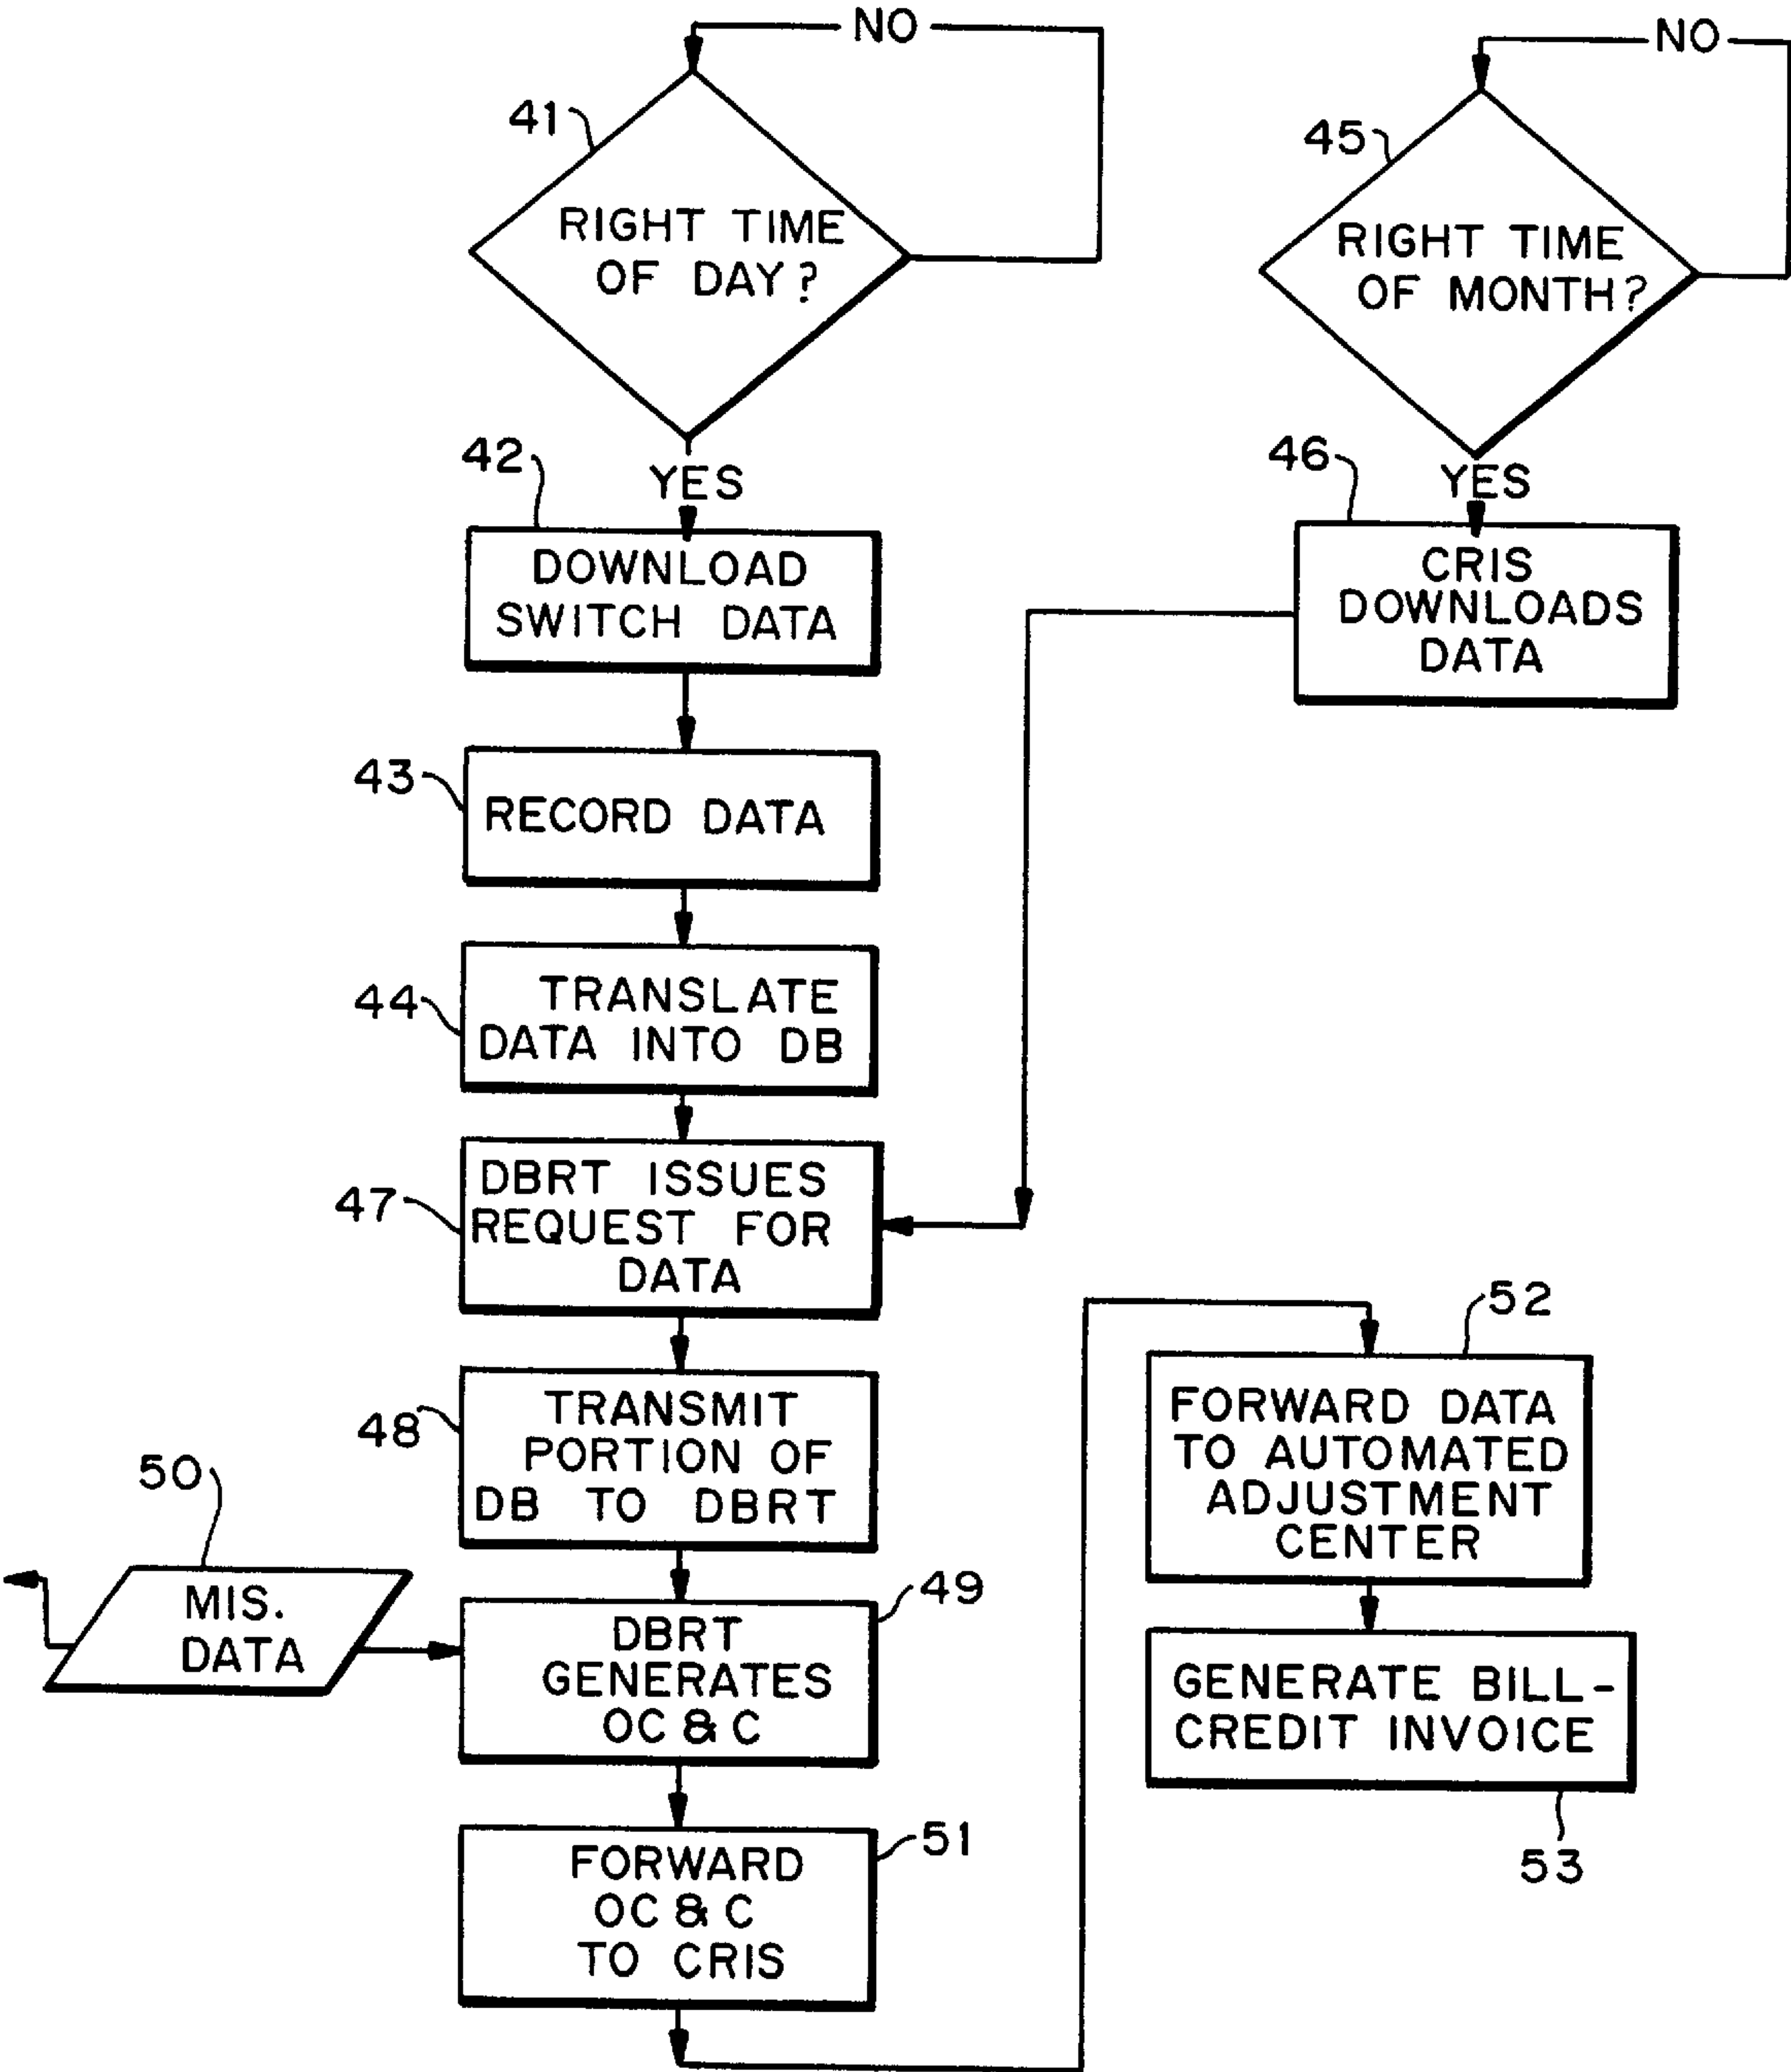 NO
41
RIGHT TIME
OF DAY?
YES
42
DOWNLOAD
SWITCH DATA
43
RECORD DATA
44
TRANSLATE
DATA INTO DB
NO
45
RIGHT TIME
OF MONTH?
YES
46
CRIS
DOWNLOADS
DATA
47
DBRT ISSUES
REQUEST FOR
DATA
48
TRANSMIT
PORTION OF
DB TO DBRT
50
MIS.
DATA
49
DBRT
GENERATES
OC & C
51
FORWARD
OC & C
TO CRIS
52
FORWARD DATA
TO AUTOMATED
ADJUSTMENT
CENTER
GENERATE BILL-
CREDIT INVOICE
53